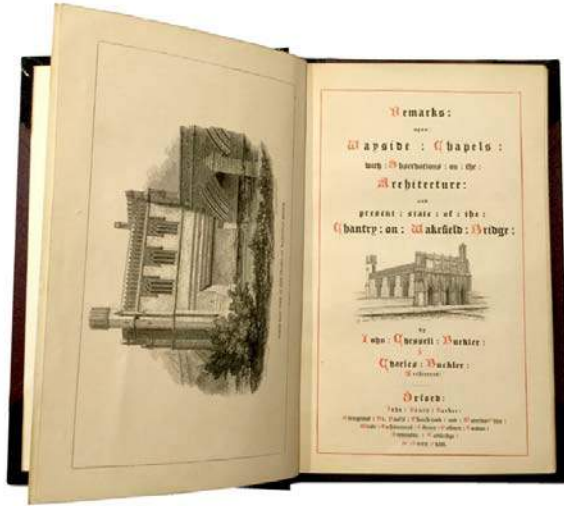 Remarks:
upon
Wayside : Chapels :
with : Observations : on : the :
Architecture:
and
present : state : of : the :
Chantry : on : Wakefield : Bridge :
by
John : Chessell : Buckler :
&
Charles : Buckler :
Architects
Oxford :
John : Henry : Parker :